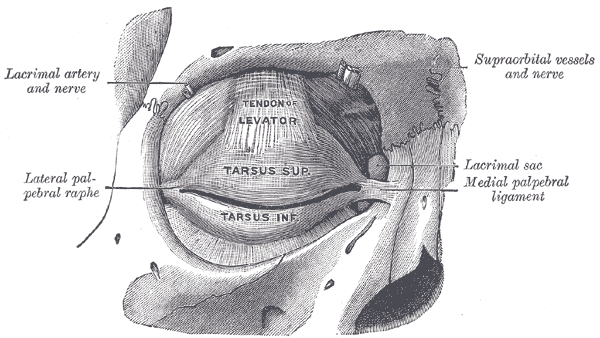 Lacrimal artery
and nerve
Supraorbital vessels
and nerve
TENDON OF
LEVATOR
TARSUS SUP.
Lacrimal sac
Lateral pal-
pebral raphe
Medial palpebral
ligament
TARSUS INF.